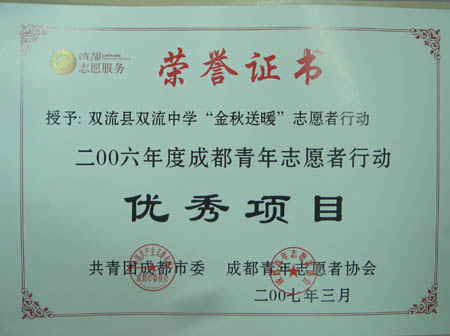 成都
志愿服务
荣誉证书
授予: 双流县双流中学“金秋送暖”志愿者行动
二00六年度成都青年志愿者行动
优秀项目
共青团成都市委 成都青年志愿者协会
二00七年三月